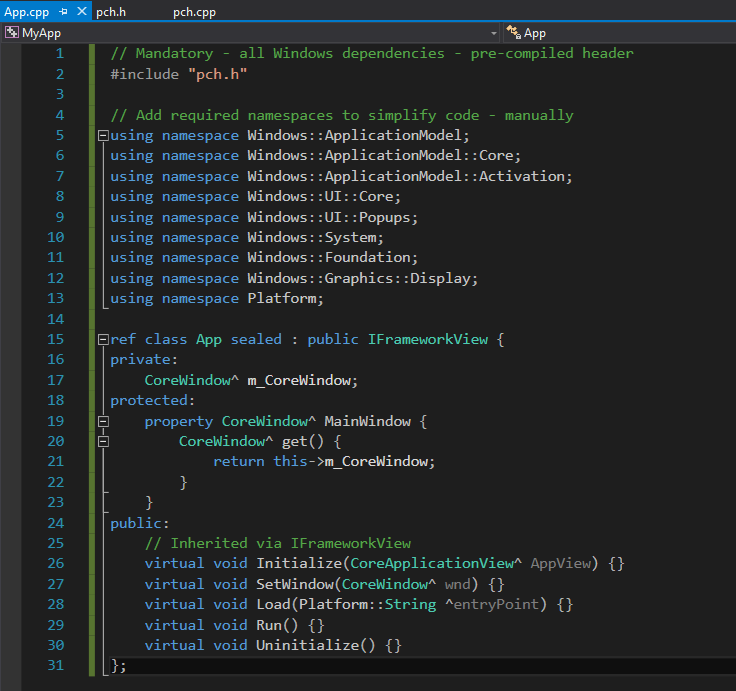 App.cpp pch.h pch.cpp
MyApp App
1 // Mandatory - all Windows dependencies - pre-compiled header
2 #include "pch.h"
3
4 // Add required namespaces to simplify code - manually
5 using namespace Windows::ApplicationModel;
6 using namespace Windows::ApplicationModel::Core;
7 using namespace Windows::ApplicationModel::Activation;
8 using namespace Windows::UI::Core;
9 using namespace Windows::UI::Popups;
10 using namespace Windows::System;
11 using namespace Windows::Foundation;
12 using namespace Windows::Graphics::Display;
13 using namespace Platform;
14
15 ref class App sealed : public IFrameworkView {
16 private:
17     CoreWindow^ m_CoreWindow;
18 protected:
19     property CoreWindow^ MainWindow {
20         CoreWindow^ get() {
21             return this->m_CoreWindow;
22         }
23     }
24 public:
25     // Inherited via IFrameworkView
26     virtual void Initialize(CoreApplicationView^ AppView) {}
27     virtual void SetWindow(CoreWindow^ wnd) {}
28     virtual void Load(Platform::String ^entryPoint) {}
29     virtual void Run() {}
30     virtual void Uninitialize() {}
31 };